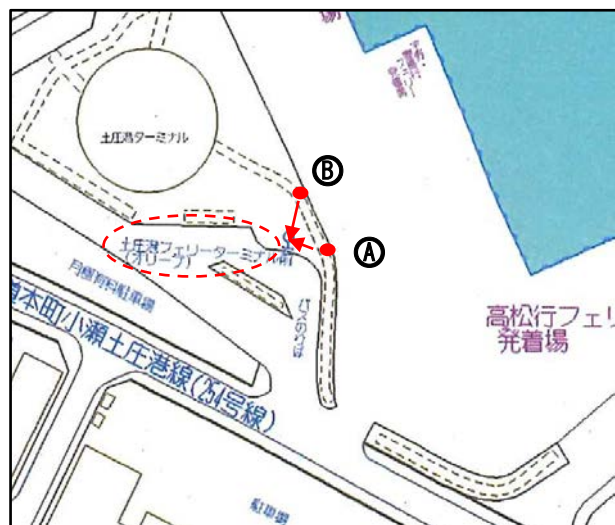 土庄港ターミナル
Ⓑ
Ⓐ
土庄港フェリーターミナル前
(オリーブ)
月極有料駐車場
バスのりば
本町小瀬土庄港線(254号線)
高松行フェリ
発着場
駐車場